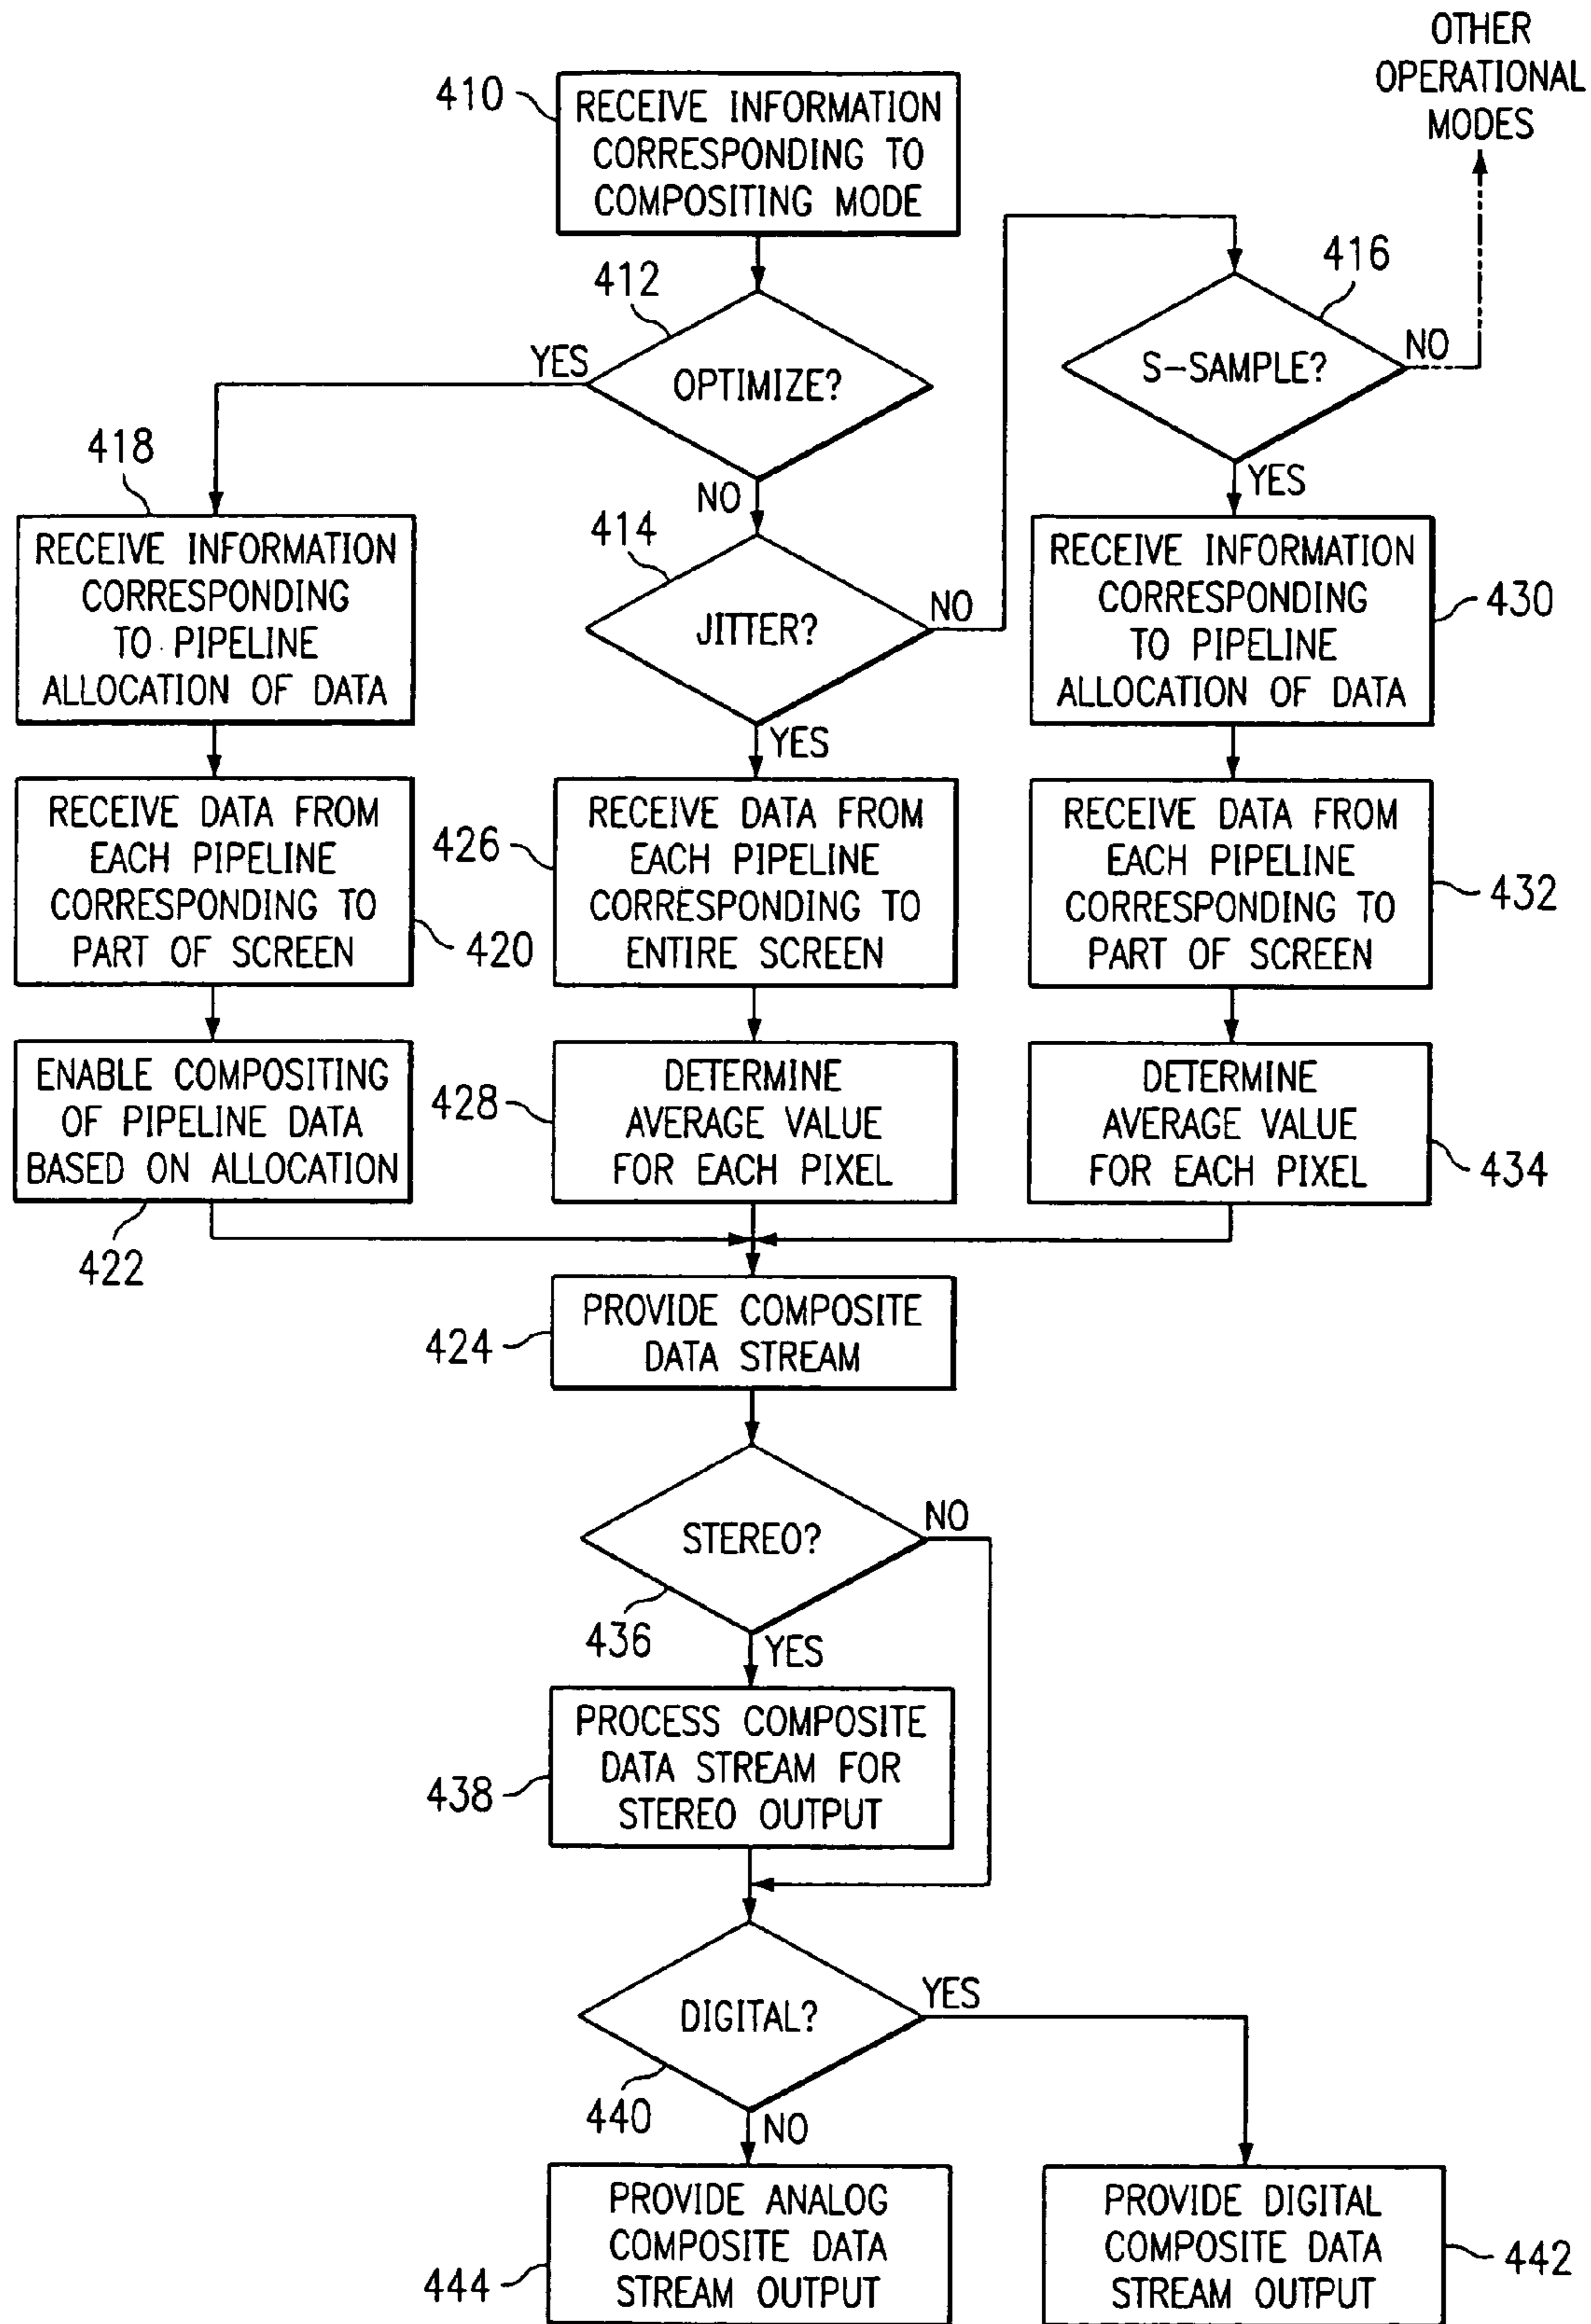 OTHER
OPERATIONAL
MODES
410
RECEIVE INFORMATION
CORRESPONDING TO
COMPOSITING MODE
412
YES
OPTIMIZE?
NO
416
S-SAMPLE?
NO
YES
418
RECEIVE INFORMATION
CORRESPONDING
TO PIPELINE
ALLOCATION OF DATA
414
JITTER?
NO
YES
RECEIVE INFORMATION
CORRESPONDING
TO PIPELINE
ALLOCATION OF DATA
430
RECEIVE DATA FROM
EACH PIPELINE
CORRESPONDING TO
PART OF SCREEN
420
426
RECEIVE DATA FROM
EACH PIPELINE
CORRESPONDING TO
ENTIRE SCREEN
RECEIVE DATA FROM
EACH PIPELINE
CORRESPONDING TO
PART OF SCREEN
432
ENABLE COMPOSITING
OF PIPELINE DATA
BASED ON ALLOCATION
422
428
DETERMINE
AVERAGE VALUE
FOR EACH PIXEL
DETERMINE
AVERAGE VALUE
FOR EACH PIXEL
434
424
PROVIDE COMPOSITE
DATA STREAM
STEREO?
NO
436
YES
438
PROCESS COMPOSITE
DATA STREAM FOR
STEREO OUTPUT
DIGITAL?
YES
440
NO
444
PROVIDE ANALOG
COMPOSITE DATA
STREAM OUTPUT
PROVIDE DIGITAL
COMPOSITE DATA
STREAM OUTPUT
442